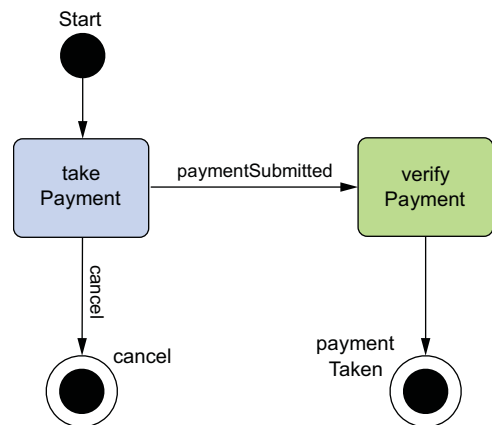 Start
take
Payment
paymentSubmitted
verify
Payment
cancel
cancel
payment
Taken